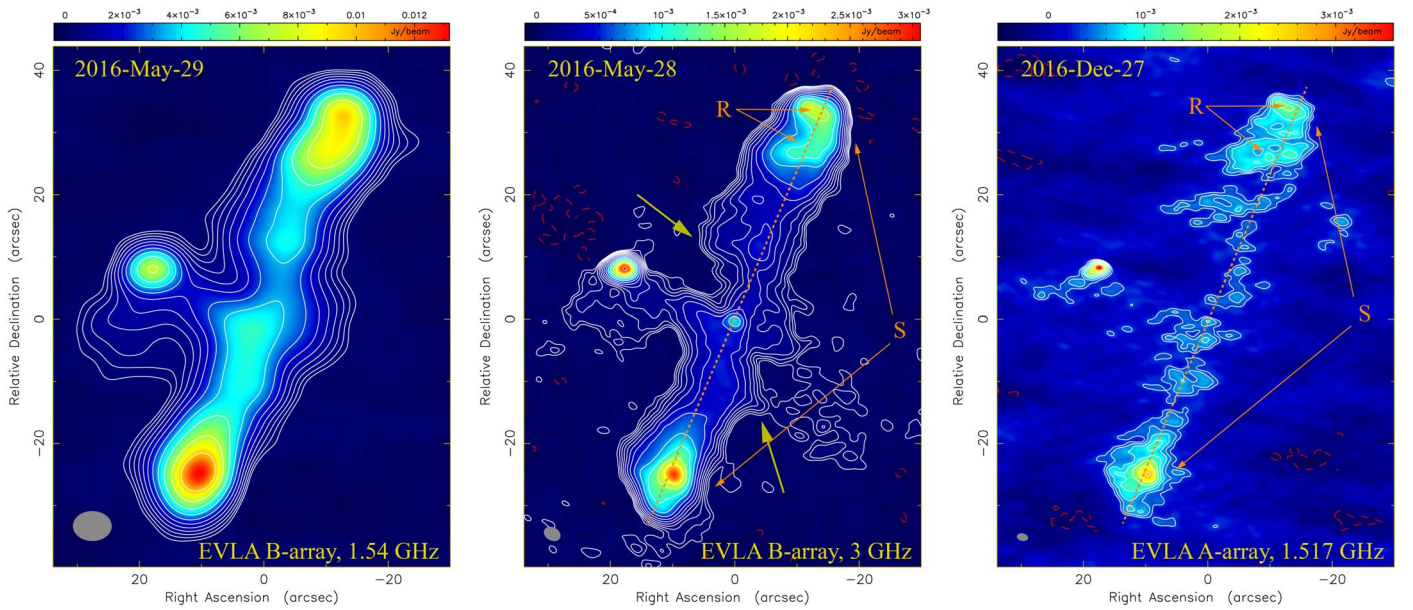 0 2×10⁻³ 4×10⁻³ 6×10⁻³ 8×10⁻³ 0.01 0.012
Jy/beam
2016-May-29
40
20
0
−20
Relative Declination (arcsec)
EVLA B-array, 1.54 GHz
20 0 −20
Right Ascension (arcsec)
0 5×10⁻⁴ 10⁻³ 1.5×10⁻³ 2×10⁻³ 2.5×10⁻³ 3×10⁻³
Jy/beam
2016-May-28
R
S
40
20
0
−20
Relative Declination (arcsec)
EVLA B-array, 3 GHz
20 0 −20
Right Ascension (arcsec)
0 10⁻³ 2×10⁻³ 3×10⁻³
Jy/beam
2016-Dec-27
R
S
40
20
0
−20
Relative Declination (arcsec)
EVLA A-array, 1.517 GHz
20 0 −20
Right Ascension (arcsec)